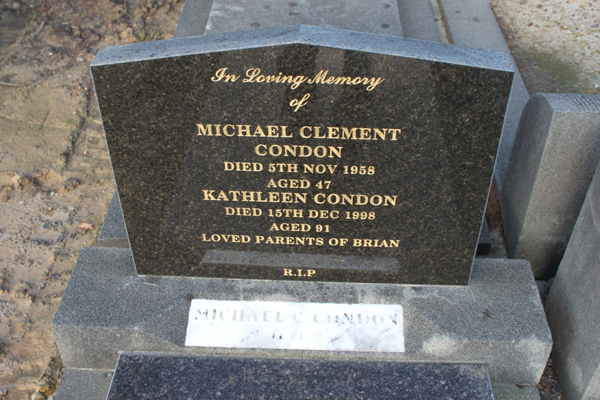 In Loving Memory
of
MICHAEL CLEMENT
CONDON
DIED 5TH NOV 1958
AGED 47
KATHLEEN CONDON
DIED 15TH DEC 1998
AGED 91
LOVED PARENTS OF BRIAN
R.I.P
MICHAEL C CONDON